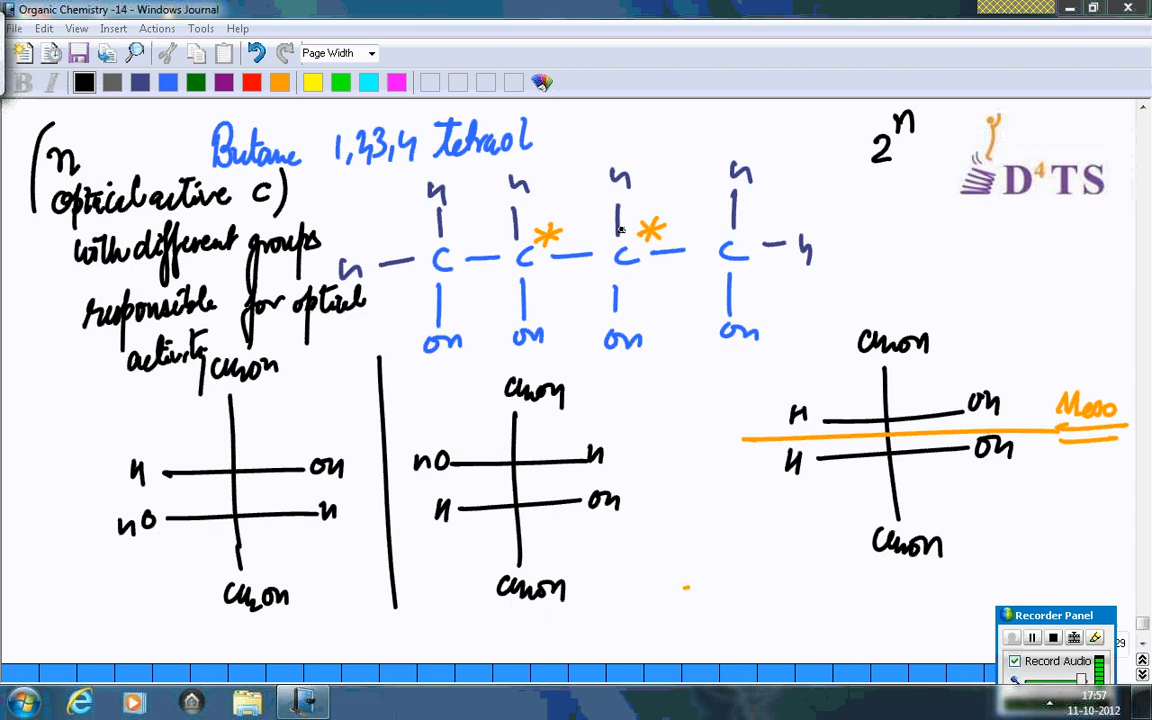 Organic Chemistry -14 - Windows Journal
File Edit View Insert Actions Tools Help
B I
Page Width
(n
optical active C)
with different groups
responsible for optical
activity
Butane 1,2,3,4 tetraol
2^n
D4TS
H H H H
H - C - C* - C* - C - H
OH OH OH OH
CH2OH
H OH
HO H
CH2OH
CH2OH
HO H
H OH
CH2OH
CH2OH
H OH
Meso
H OH
CH2OH
Recorder Panel
Record Audio
29
17:57
11-10-2012